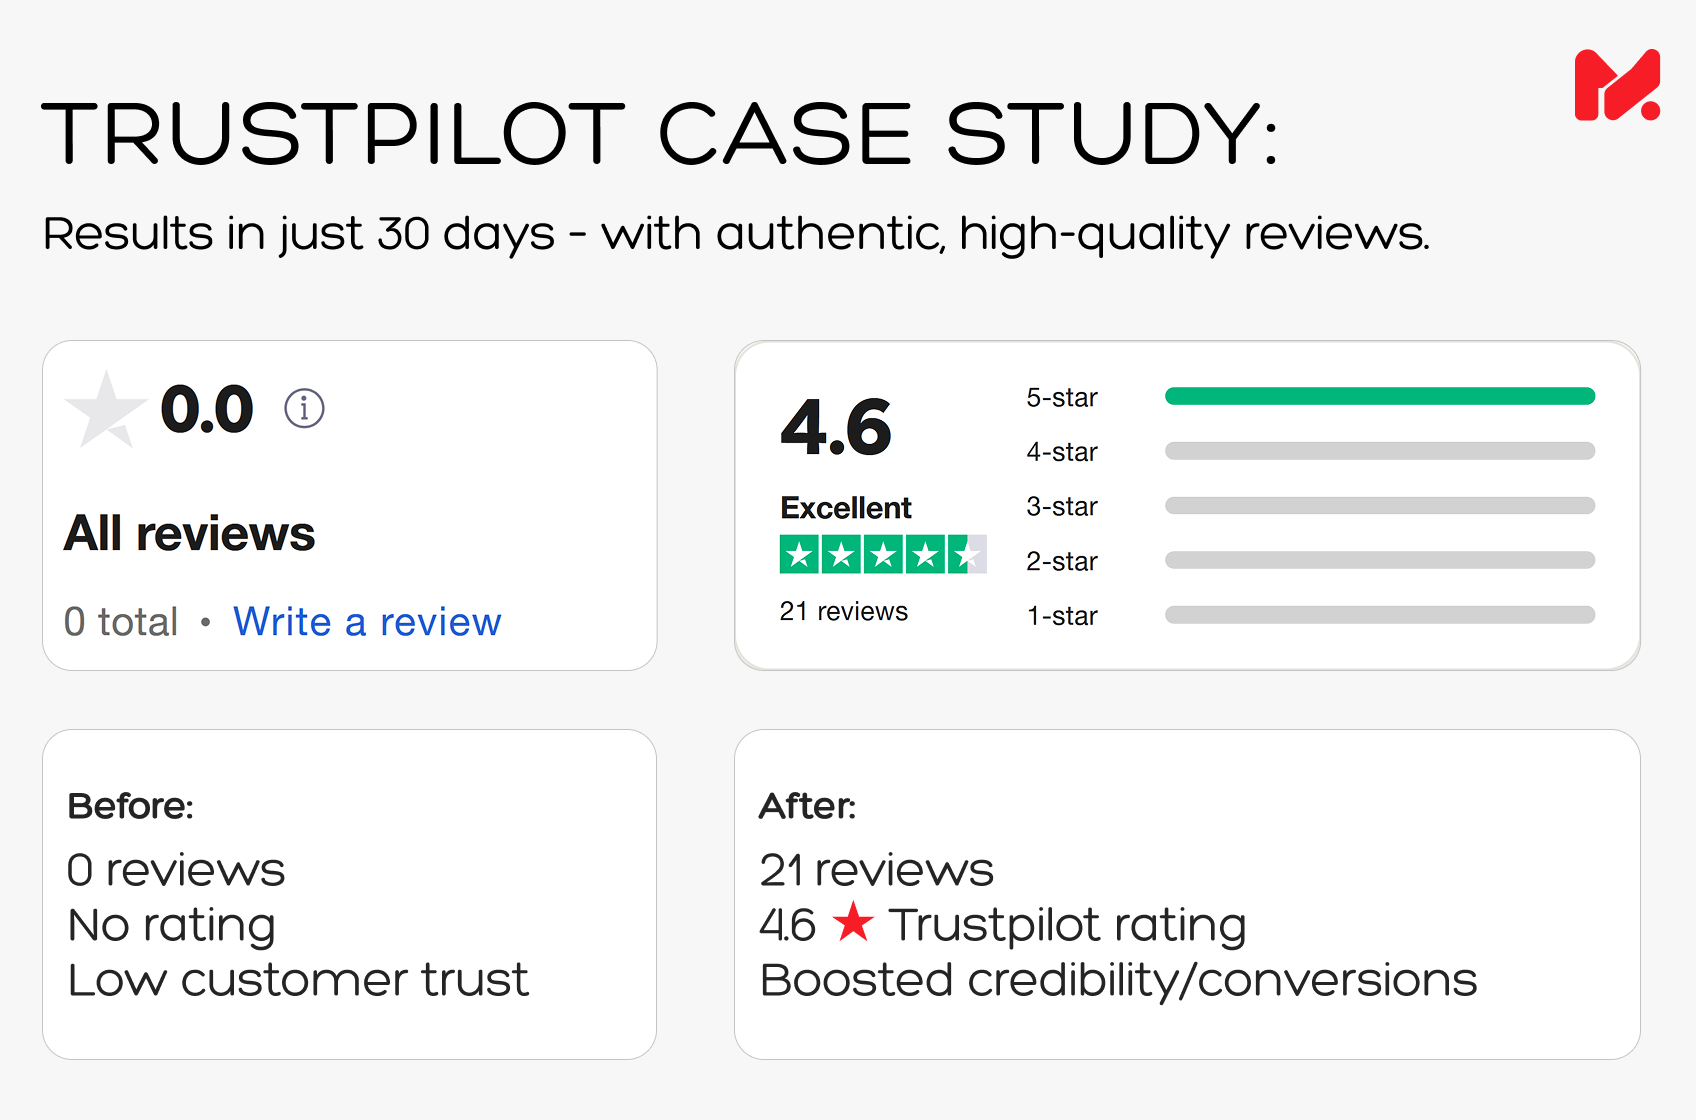 TRUSTPILOT CASE STUDY:
Results in just 30 days - with authentic, high-quality reviews.
0.0
All reviews
0 total • Write a review
4.6
Excellent
21 reviews
5-star
4-star
3-star
2-star
1-star
Before:
0 reviews
No rating
Low customer trust
After:
21 reviews
4.6 ★ Trustpilot rating
Boosted credibility/conversions